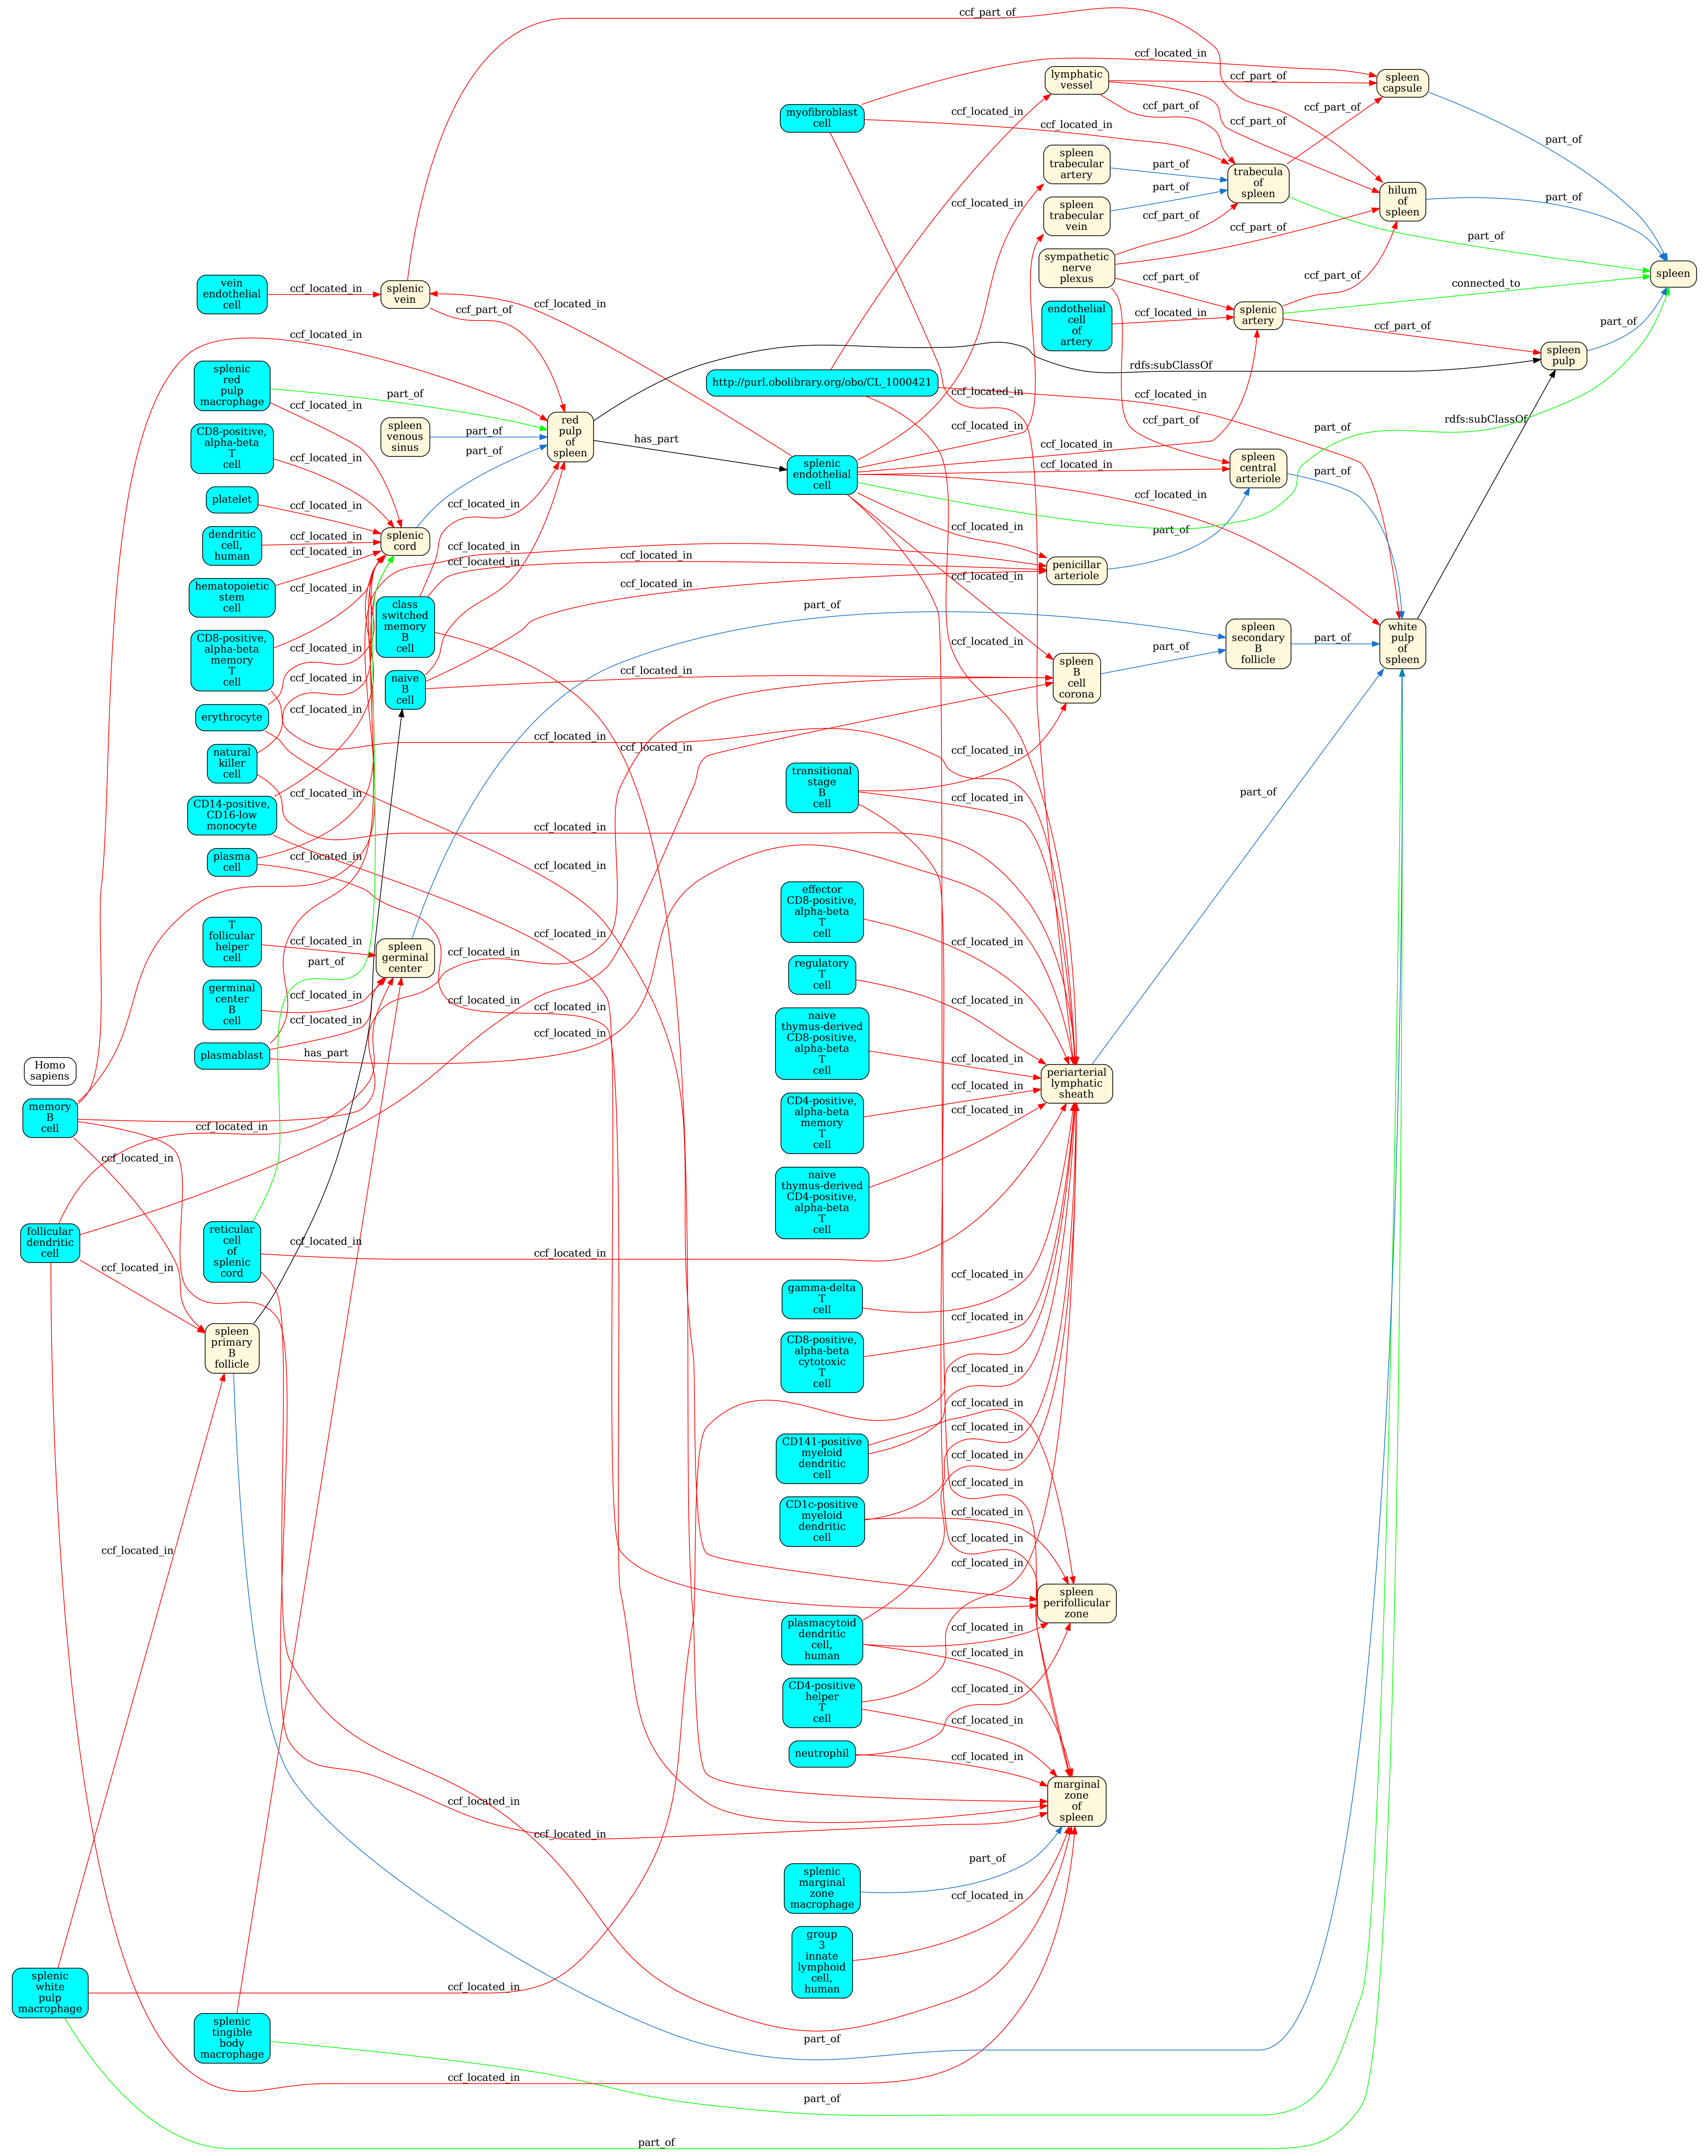 ccf_part_of
ccf_located_in
lymphatic
vessel
ccf_part_of
spleen
capsule
myofibroblast
cell
ccf_located_in
ccf_part_of
ccf_part_of
ccf_located_in
ccf_part_of
part_of
spleen
trabecular
artery
part_of
trabecula
of
spleen
ccf_located_in
part_of
hilum
of
spleen
part_of
spleen
trabecular
vein
ccf_part_of
ccf_part_of
part_of
sympathetic
nerve
plexus
ccf_part_of
ccf_part_of
spleen
vein
endothelial
cell
ccf_located_in
splenic
vein
ccf_located_in
connected_to
endothelial
cell
of
artery
ccf_located_in
splenic
artery
ccf_part_of
ccf_part_of
part_of
ccf_located_in
spleen
pulp
rdfs:subClassOf
splenic
red
pulp
macrophage
part_of
http://purl.obolibrary.org/obo/CL_1000421
ccf_located_in
ccf_located_in
ccf_located_in
ccf_part_of
rdfs:subClassOf
CD8-positive,
alpha-beta
T
cell
spleen
venous
sinus
part_of
red
pulp
of
spleen
has_part
ccf_located_in
ccf_located_in
part_of
ccf_located_in
part_of
splenic
endothelial
cell
ccf_located_in
spleen
central
arteriole
part_of
platelet
ccf_located_in
ccf_located_in
ccf_located_in
dendritic
cell,
human
ccf_located_in
splenic
cord
ccf_located_in
part_of
ccf_located_in
ccf_located_in
ccf_located_in
ccf_located_in
penicillar
arteriole
hematopoietic
stem
cell
ccf_located_in
ccf_located_in
ccf_located_in
class
switched
memory
B
cell
part_of
spleen
secondary
B
follicle
part_of
white
pulp
of
spleen
CD8-positive,
alpha-beta
memory
T
cell
ccf_located_in
ccf_located_in
part_of
ccf_located_in
naive
B
cell
ccf_located_in
spleen
B
cell
corona
erythrocyte
ccf_located_in
ccf_located_in
ccf_located_in
natural
killer
cell
ccf_located_in
transitional
stage
B
cell
ccf_located_in
part_of
CD14-positive,
CD16-low
monocyte
ccf_located_in
ccf_located_in
plasma
cell
ccf_located_in
ccf_located_in
effector
CD8-positive,
alpha-beta
T
cell
T
follicular
helper
cell
ccf_located_in
spleen
germinal
center
ccf_located_in
ccf_located_in
ccf_located_in
part_of
regulatory
T
cell
germinal
center
B
cell
ccf_located_in
ccf_located_in
ccf_located_in
ccf_located_in
naive
thymus-derived
CD8-positive,
alpha-beta
T
cell
ccf_located_in
ccf_located_in
plasmablast
has_part
ccf_located_in
Homo
sapiens
periarterial
lymphatic
sheath
ccf_located_in
memory
B
cell
CD4-positive,
alpha-beta
memory
T
cell
ccf_located_in
ccf_located_in
ccf_located_in
naive
thymus-derived
CD4-positive,
alpha-beta
T
cell
follicular
dendritic
cell
reticular
cell
of
splenic
cord
ccf_located_in
ccf_located_in
ccf_located_in
gamma-delta
T
cell
ccf_located_in
spleen
primary
B
follicle
ccf_located_in
CD8-positive,
alpha-beta
cytotoxic
T
cell
ccf_located_in
ccf_located_in
ccf_located_in
CD141-positive
myeloid
dendritic
cell
ccf_located_in
ccf_located_in
CD1c-positive
myeloid
dendritic
cell
ccf_located_in
ccf_located_in
ccf_located_in
ccf_located_in
spleen
perifollicular
zone
plasmacytoid
dendritic
cell,
human
ccf_located_in
ccf_located_in
CD4-positive
helper
T
cell
ccf_located_in
ccf_located_in
neutrophil
ccf_located_in
marginal
zone
of
spleen
ccf_located_in
ccf_located_in
splenic
marginal
zone
macrophage
part_of
ccf_located_in
group
3
innate
lymphoid
cell,
human
splenic
white
pulp
macrophage
ccf_located_in
splenic
tingible
body
macrophage
part_of
ccf_located_in
part_of
part_of